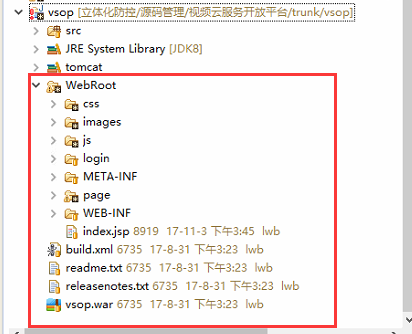 vsop [立体化防控/源码管理/视频云服务开放平台/trunk/vsop]
src
JRE System Library [JDK8]
tomcat
WebRoot
css
images
js
login
META-INF
page
WEB-INF
index.jsp 8919 17-11-3 下午3:45 lwb
build.xml 6735 17-8-31 下午3:23 lwb
readme.txt 6735 17-8-31 下午3:23 lwb
releasenotes.txt 6735 17-8-31 下午3:23 lwb
vsop.war 6735 17-8-31 下午3:23 lwb